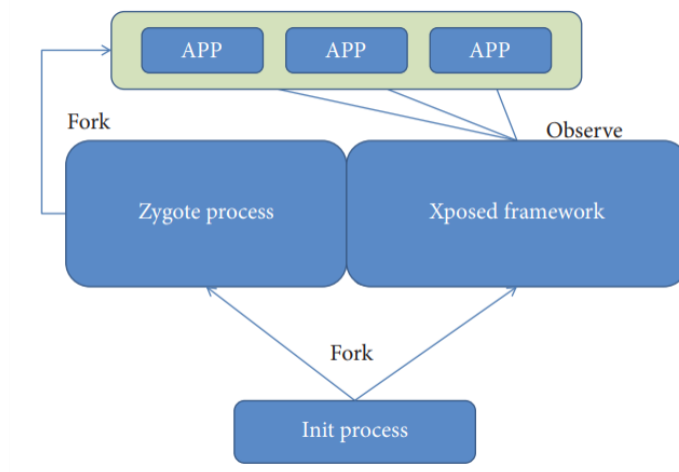 APP APP APP
Fork
Observe
Zygote process
Xposed framework
Fork
Init process